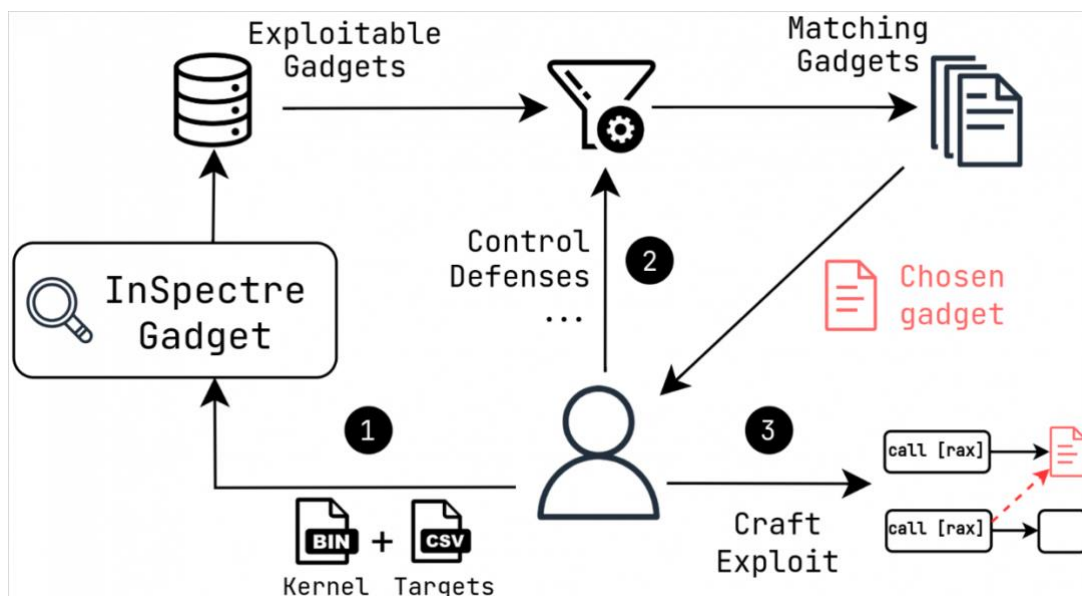 Exploitable
Gadgets
Matching
Gadgets
InSpectre
Gadget
Control
Defenses
...
2
Chosen
gadget
1
3
BIN + CSV
Kernel Targets
Craft
Exploit
call [rax]
call [rax]